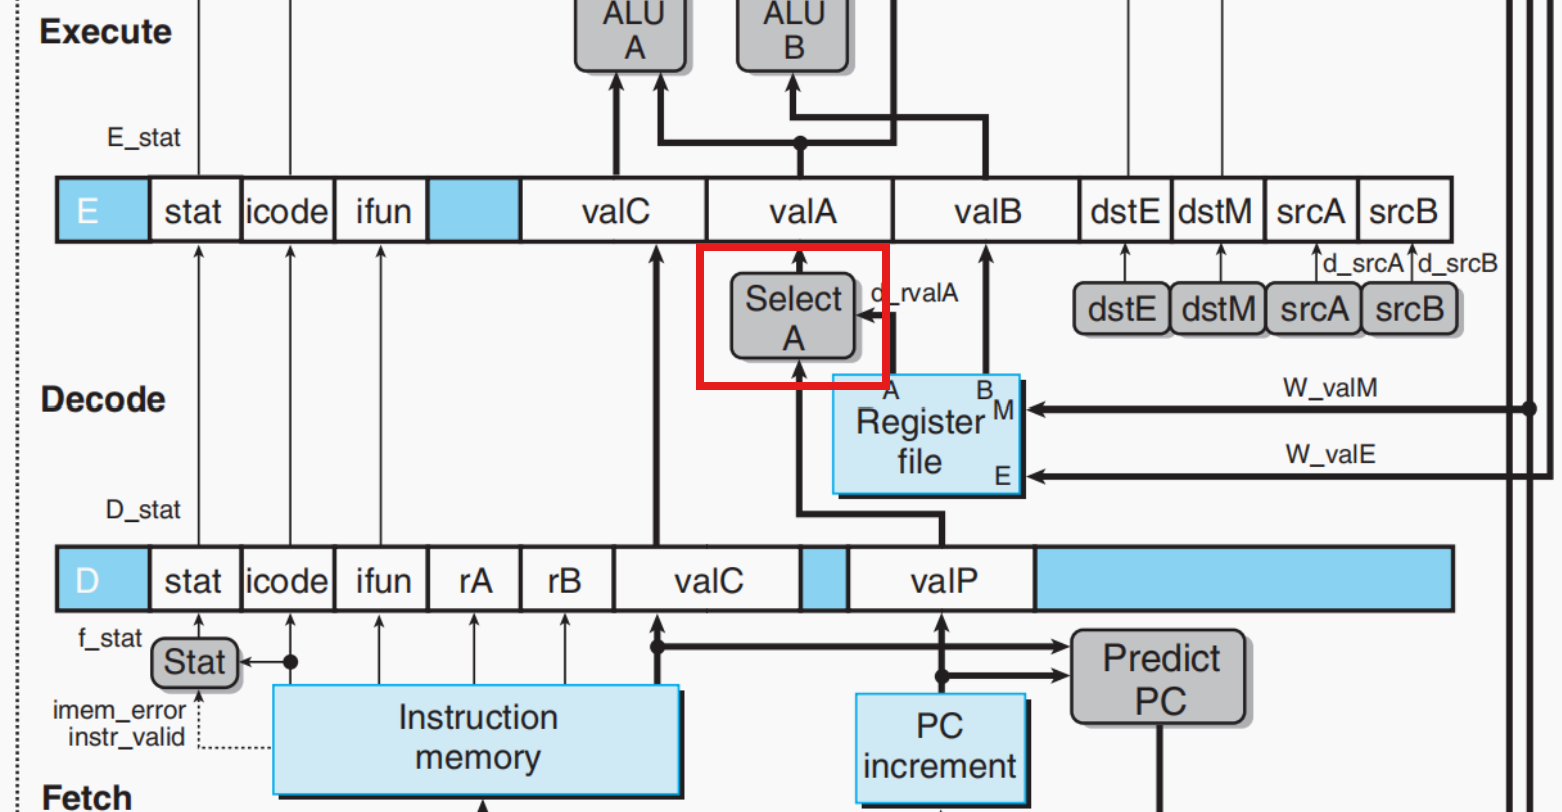 Execute
ALU
A
ALU
B
E_stat
E
stat
icode
ifun
valC
valA
valB
dstE
dstM
srcA
srcB
Select
A
d_rvalA
d_srcA
d_srcB
dstE
dstM
srcA
srcB
Decode
A
B
M
Register
file
E
W_valM
W_valE
D_stat
D
stat
icode
ifun
rA
rB
valC
valP
f_stat
Stat
Predict
PC
imem_error
instr_valid
Instruction
memory
PC
increment
Fetch